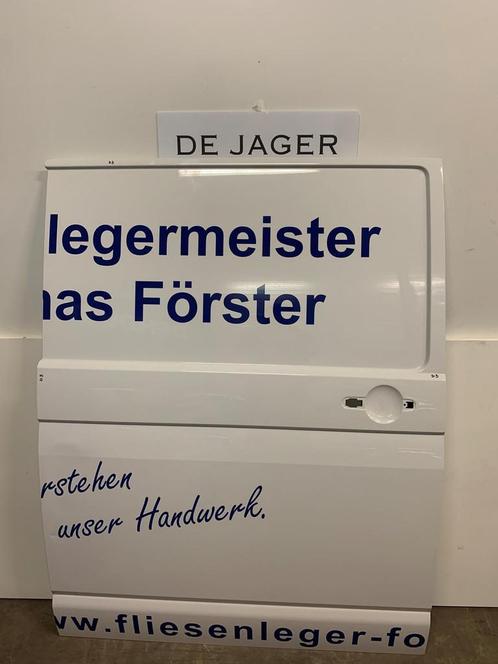 DE JAGER
legermeister
nas Förster
rstehen
unser Handwerk.
w.fliesenleger-fo